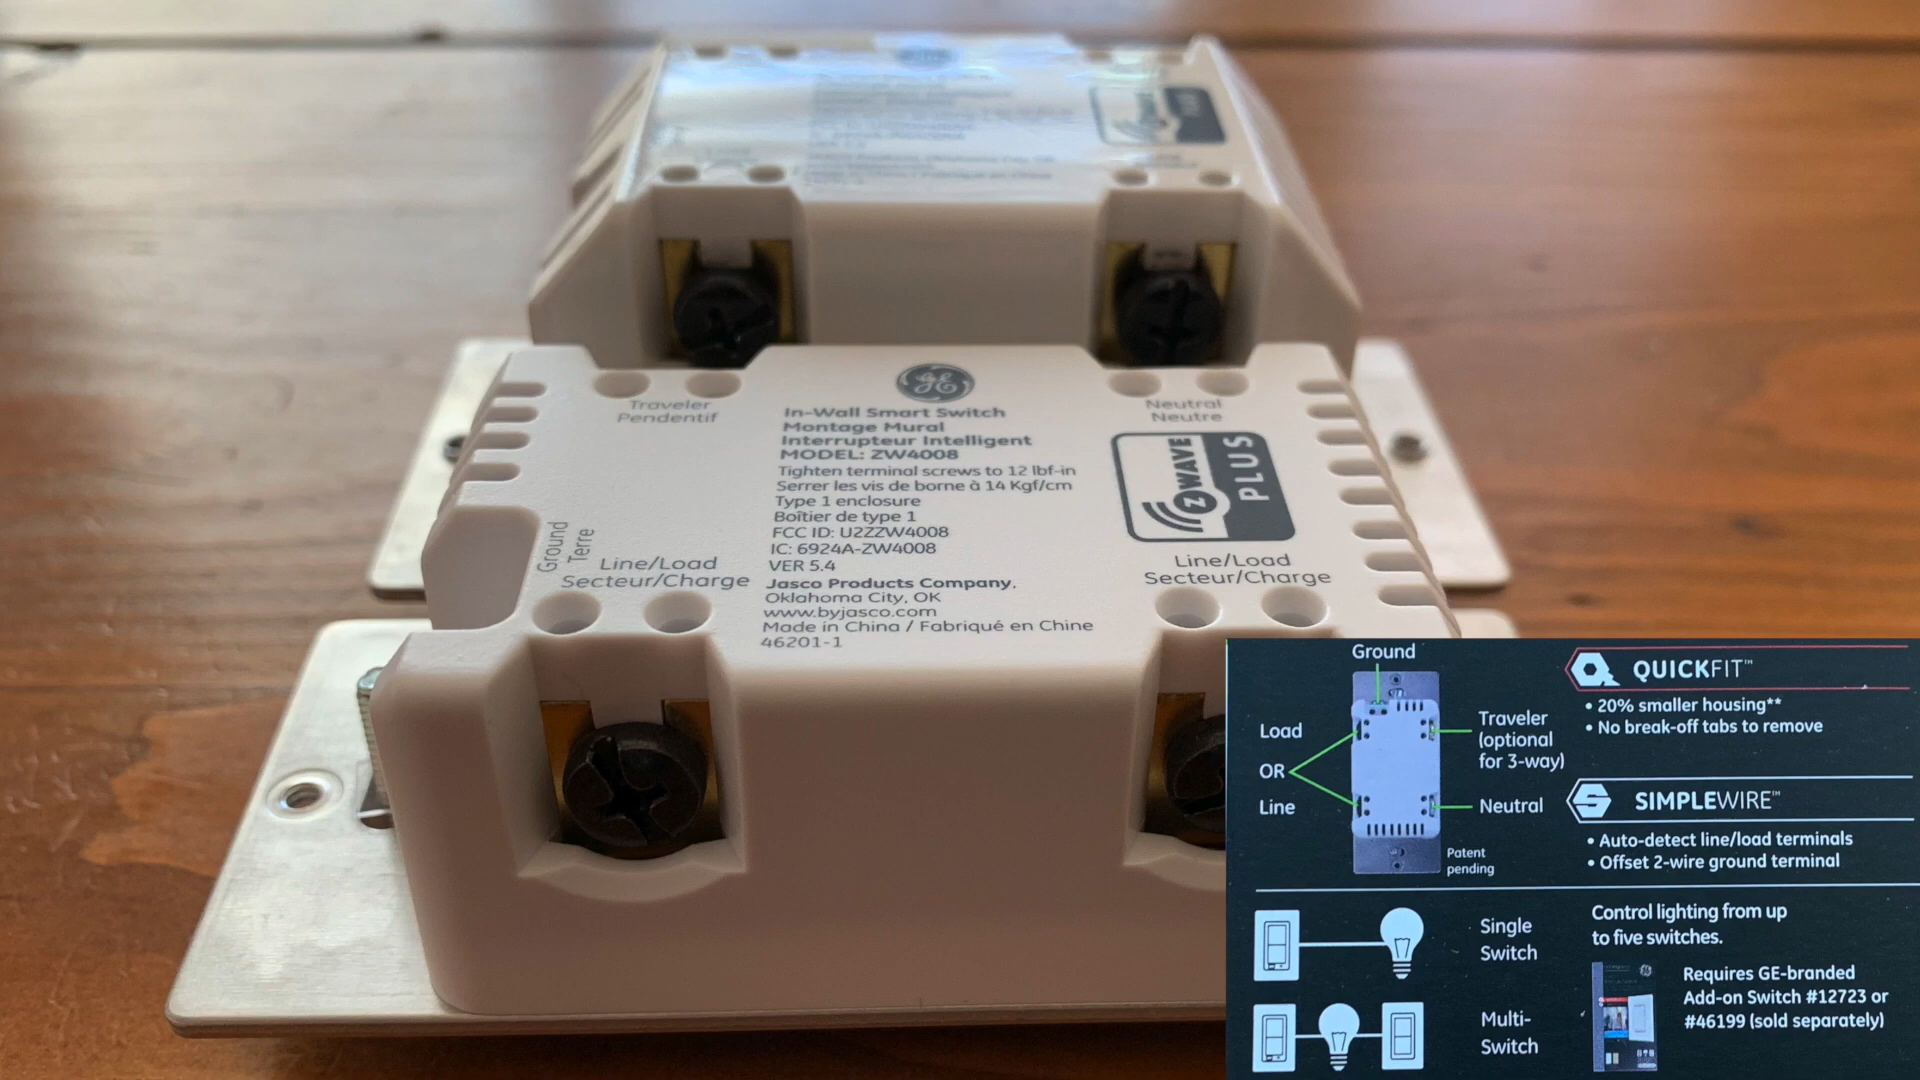 GE
Traveler
Pendentif
In-Wall Smart Switch
Montage Mural
Interrupteur Intelligent
MODEL: ZW4008
Tighten terminal screws to 12 lbf-in
Serrer les vis de borne à 14 Kgf/cm
Type 1 enclosure
Boîtier de type 1
FCC ID: U2ZZW4008
IC: 6924A-ZW4008
VER 5.4
Jasco Products Company,
Oklahoma City, OK
www.byjasco.com
Made in China / Fabriqué en Chine
46201-1
Neutral
Neutre
Z WAVE
PLUS
Ground
Terre
Line/Load
Secteur/Charge
Line/Load
Secteur/Charge
Ground
Load
OR
Line
Traveler
(optional
for 3-way)
Neutral
Patent
pending
QUICKFIT™
• 20% smaller housing**
• No break-off tabs to remove
SIMPLEWIRE™
• Auto-detect line/load terminals
• Offset 2-wire ground terminal
Single
Switch
Multi-
Switch
Control lighting from up
to five switches.
Requires GE-branded
Add-on Switch #12723 or
#46199 (sold separately)